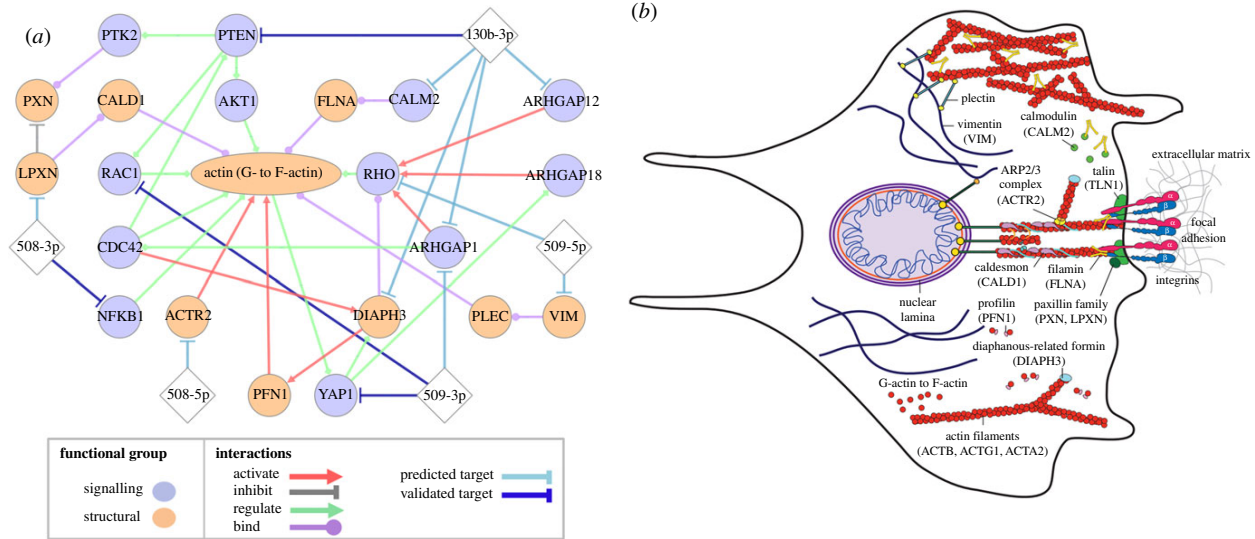 (a)
PTK2
PTEN
130b-3p
PXN
CALD1
AKT1
FLNA
CALM2
ARHGAP12
LPXN
RAC1
actin (G- to F-actin)
RHO
ARHGAP18
508-3p
CDC42
ARHGAP1
509-5p
NFKB1
ACTR2
DIAPH3
PLEC
VIM
508-5p
PFN1
YAP1
509-3p
functional group
signalling
structural
interactions
activate
inhibit
regulate
bind
predicted target
validated target
(b)
plectin
vimentin
(VIM)
calmodulin
(CALM2)
talin
(TLN1)
extracellular matrix
ARP2/3
complex
(ACTR2)
α
β
α
β
α
β
α
β
focal
adhesion
integrins
caldesmon
(CALD1)
filamin
(FLNA)
paxillin family
(PXN, LPXN)
nuclear
lamina
profilin
(PFN1)
diaphanous-related formin
(DIAPH3)
G-actin to F-actin
actin filaments
(ACTB, ACTG1, ACTA2)